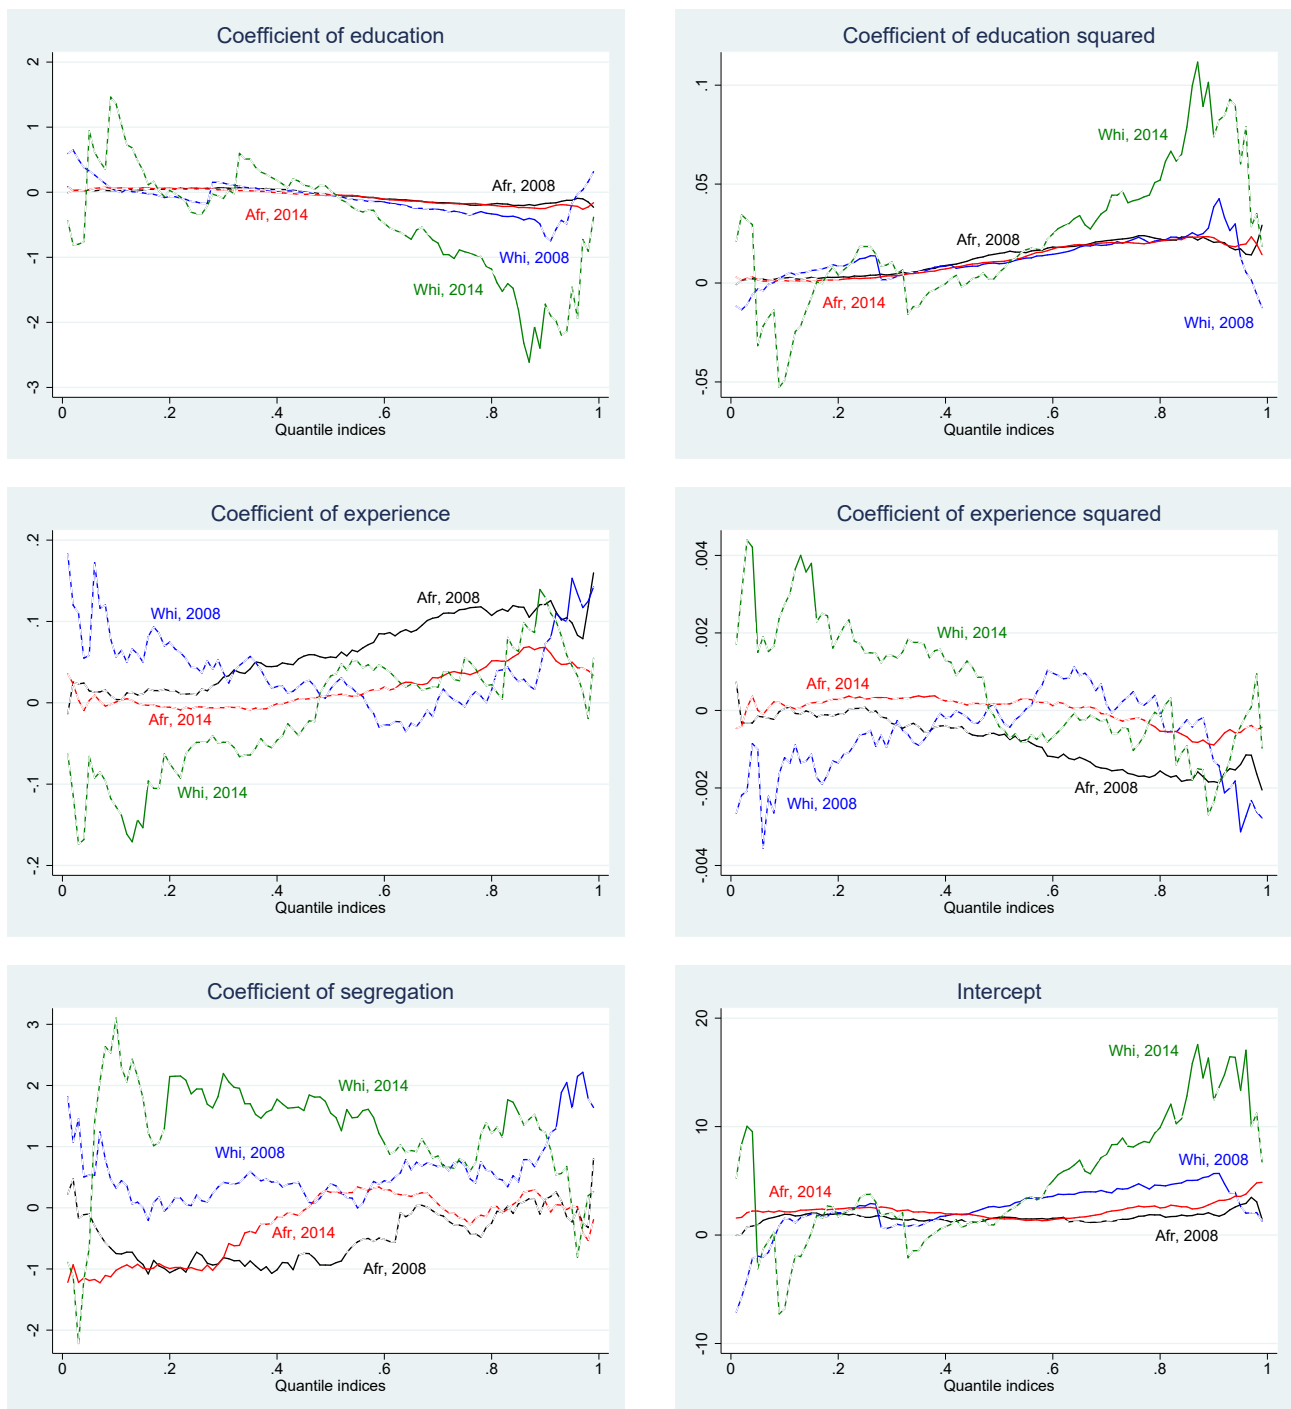 Coefficient of education
2
1
0
-1
-2
-3
Afr, 2008
Afr, 2014
Whi, 2008
Whi, 2014
0 .2 .4 .6 .8 1
Quantile indices
Coefficient of education squared
.1
.05
0
-.05
Whi, 2014
Afr, 2008
Afr, 2014
Whi, 2008
0 .2 .4 .6 .8 1
Quantile indices
Coefficient of experience
.2
.1
0
-.1
-.2
Afr, 2008
Whi, 2008
Afr, 2014
Whi, 2014
0 .2 .4 .6 .8 1
Quantile indices
Coefficient of experience squared
.004
.002
0
-.002
-.004
Whi, 2014
Afr, 2014
Afr, 2008
Whi, 2008
0 .2 .4 .6 .8 1
Quantile indices
Coefficient of segregation
3
2
1
0
-1
-2
Whi, 2014
Whi, 2008
Afr, 2014
Afr, 2008
0 .2 .4 .6 .8 1
Quantile indices
Intercept
20
10
0
-10
Whi, 2014
Whi, 2008
Afr, 2014
Afr, 2008
0 .2 .4 .6 .8 1
Quantile indices